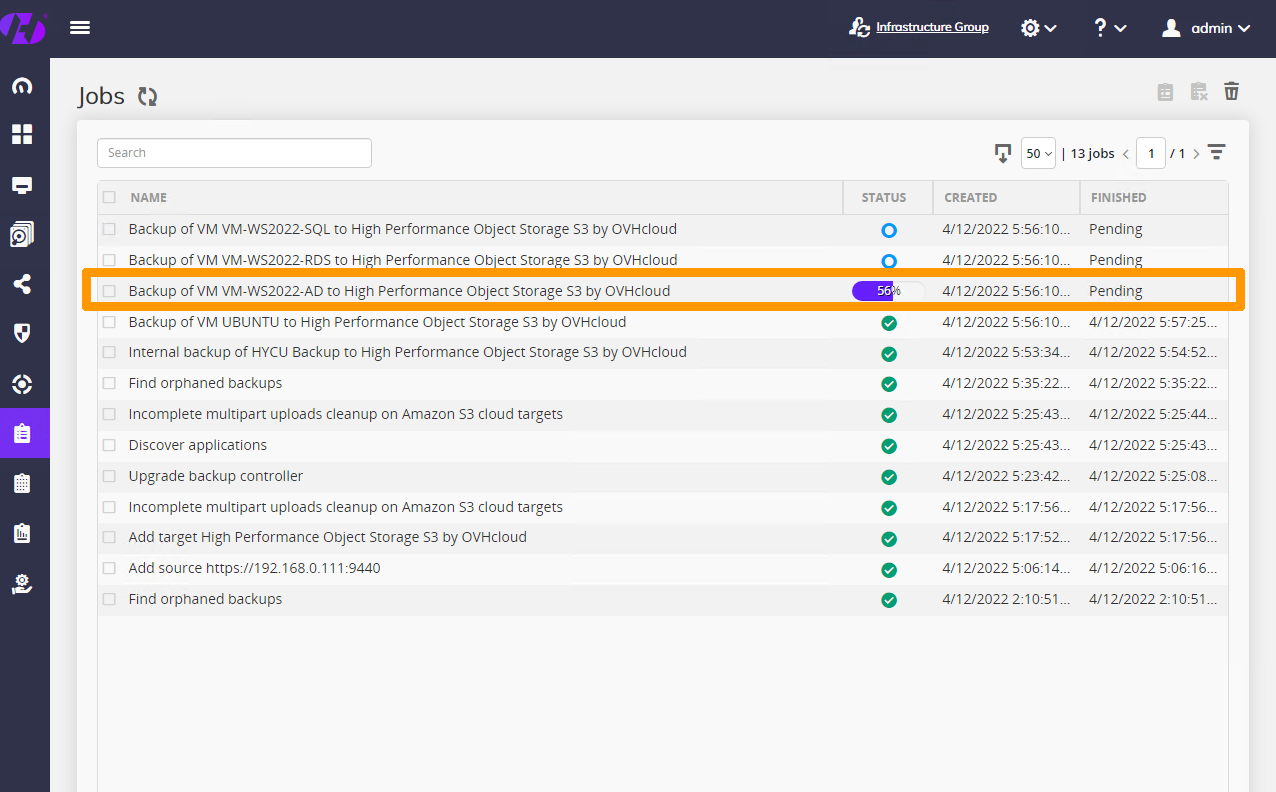 Infrastructure Group
? admin
Jobs
Search
50 | 13 jobs < 1 / 1 >
NAME STATUS CREATED FINISHED
Backup of VM VM-WS2022-SQL to High Performance Object Storage S3 by OVHcloud 4/12/2022 5:56:10... Pending
Backup of VM VM-WS2022-RDS to High Performance Object Storage S3 by OVHcloud 4/12/2022 5:56:10... Pending
Backup of VM VM-WS2022-AD to High Performance Object Storage S3 by OVHcloud 56% 4/12/2022 5:56:10... Pending
Backup of VM UBUNTU to High Performance Object Storage S3 by OVHcloud 4/12/2022 5:56:10... 4/12/2022 5:57:25...
Internal backup of HYCU Backup to High Performance Object Storage S3 by OVHcloud 4/12/2022 5:53:34... 4/12/2022 5:54:52...
Find orphaned backups 4/12/2022 5:35:22... 4/12/2022 5:35:22...
Incomplete multipart uploads cleanup on Amazon S3 cloud targets 4/12/2022 5:25:43... 4/12/2022 5:25:44...
Discover applications 4/12/2022 5:25:43... 4/12/2022 5:25:43...
Upgrade backup controller 4/12/2022 5:23:42... 4/12/2022 5:25:08...
Incomplete multipart uploads cleanup on Amazon S3 cloud targets 4/12/2022 5:17:56... 4/12/2022 5:17:56...
Add target High Performance Object Storage S3 by OVHcloud 4/12/2022 5:17:52... 4/12/2022 5:17:56...
Add source https://192.168.0.111:9440 4/12/2022 5:06:14... 4/12/2022 5:06:16...
Find orphaned backups 4/12/2022 2:10:51... 4/12/2022 2:10:51...